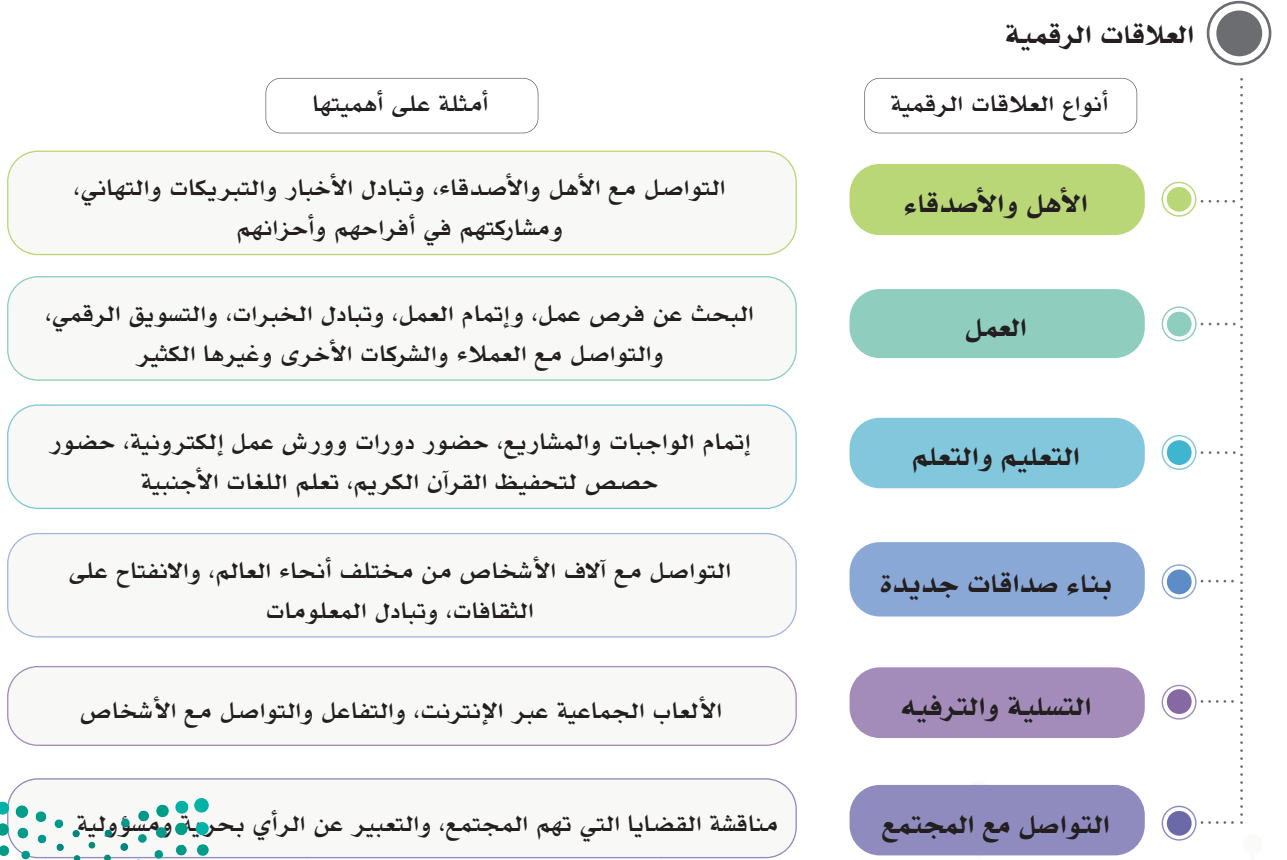 العلاقات الرقمية
أنواع العلاقات الرقمية
أمثلة على أهميتها
الأهل والأصدقاء
التواصل مع الأهل والأصدقاء، وتبادل الأخبار والتبريكات والتهاني،
ومشاركتهم في أفراحهم وأحزانهم
العمل
البحث عن فرص عمل، وإتمام العمل، وتبادل الخبرات، والتسويق الرقمي،
والتواصل مع العملاء والشركات الأخرى وغيرها الكثير
التعليم والتعلم
إتمام الواجبات والمشاريع، حضور دورات وورش عمل إلكترونية، حضور
حصص لتحفيظ القرآن الكريم، تعلم اللغات الأجنبية
بناء صداقات جديدة
التواصل مع آلاف الأشخاص من مختلف أنحاء العالم، والانفتاح على
الثقافات، وتبادل المعلومات
التسلية والترفيه
الألعاب الجماعية عبر الإنترنت، والتفاعل والتواصل مع الأشخاص
التواصل مع المجتمع
مناقشة القضايا التي تهم المجتمع، والتعبير عن الرأي بحرية ومسؤولية